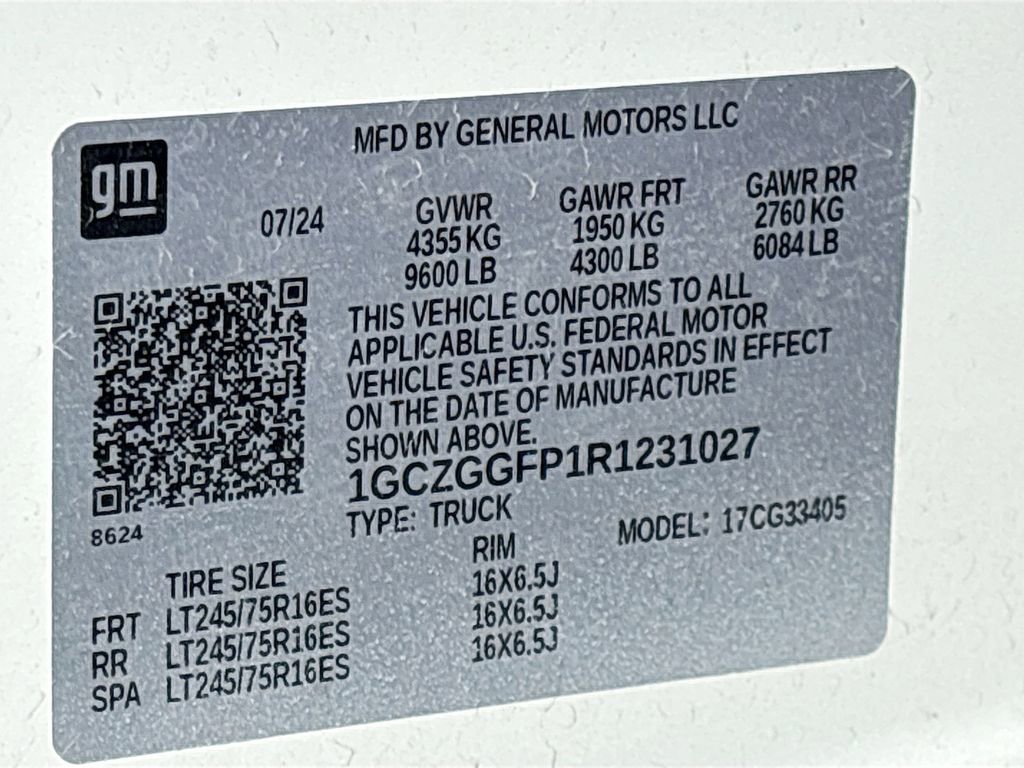 MFD BY GENERAL MOTORS LLC
gm
07/24
GVWR GAWR FRT GAWR RR
4355 KG 1950 KG 2760 KG
9600 LB 4300 LB 6084 LB
THIS VEHICLE CONFORMS TO ALL
APPLICABLE U.S. FEDERAL MOTOR
VEHICLE SAFETY STANDARDS IN EFFECT
ON THE DATE OF MANUFACTURE
SHOWN ABOVE.
1GCZGGFP1R1231027
8624
TYPE: TRUCK MODEL: 17CG33405
TIRE SIZE RIM
FRT LT245/75R16ES 16X6.5J
RR LT245/75R16ES 16X6.5J
SPA LT245/75R16ES 16X6.5J